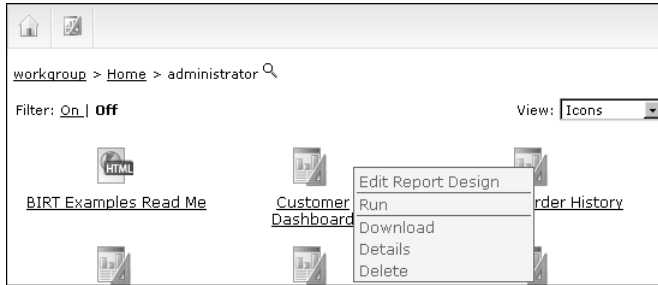 workgroup > Home > administrator
Filter: On | Off
View: Icons
HTML
BIRT Examples Read Me
Customer Dashboard
rder History
Edit Report Design
Run
Download
Details
Delete